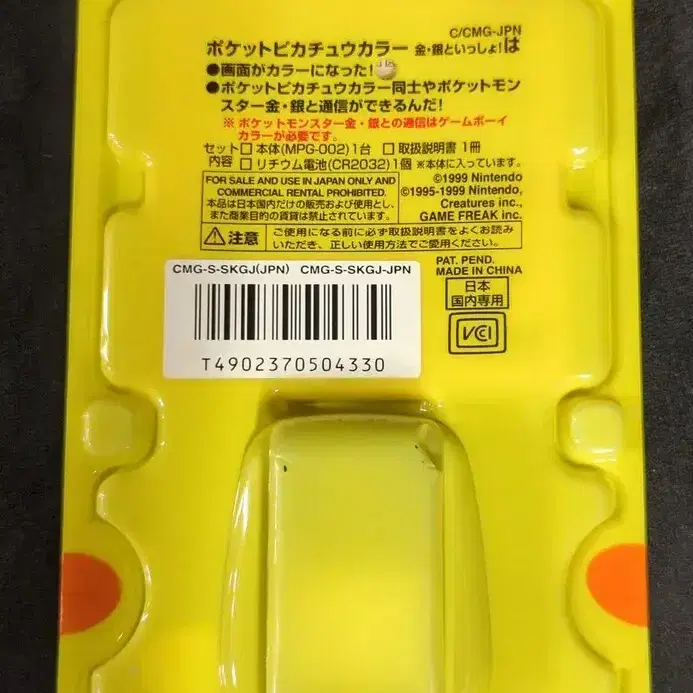 C/CMG-JPN
ポケットピカチュウカラー 金・銀といっしょ!は
●画面がカラーになった!
●ポケットピカチュウカラー同士やポケットモン
スター金・銀と通信ができるんだ!
※ ポケットモンスター金・銀との通信はゲームボーイ
カラーが必要です。
セット □ 本体(MPG-002)1台 □ 取扱説明書 1冊
内容 □ リチウム電池(CR2032)1個 ※本体に入っています。
FOR SALE AND USE IN JAPAN ONLY AND
COMMERCIAL RENTAL PROHIBITED.
本品は日本国内だけの販売および使用とし、
また商業目的の賃貸は禁止されています。
©1999 Nintendo
©1995-1999 Nintendo,
Creatures inc.,
GAME FREAK inc.
注意
ご使用になる前に必ず取扱説明書をよくお読み
いただき、正しい使用方法でご愛用ください。
CMG-S-SKGJ(JPN) CMG-S-SKGJ-JPN
T4902370504330
PAT. PEND.
MADE IN CHINA
日本
国内専用
VCI